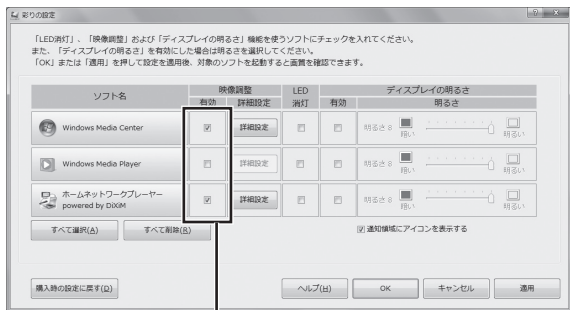 彩りの設定
「LED消灯」、「映像調整」および「ディスプレイの明るさ」機能を使うソフトにチェックを入れてください。
また、「ディスプレイの明るさ」を有効にした場合は明るさを選択してください。
「OK」または「適用」を押して設定を適用後、対象のソフトを起動すると画質を確認できます。
ソフト名 映像調整 LED消灯 ディスプレイの明るさ
有効 詳細設定 有効 明るさ
Windows Media Center 詳細設定 明るさ 8 暗い 明るい
Windows Media Player 詳細設定 明るさ 8 暗い 明るい
ホームネットワークプレーヤー
powered by DiXiM 詳細設定 明るさ 8 暗い 明るい
すべて選択(A) すべて削除(R) 通知領域にアイコンを表示する
購入時の設定に戻す(D) ヘルプ(H) OK キャンセル 適用